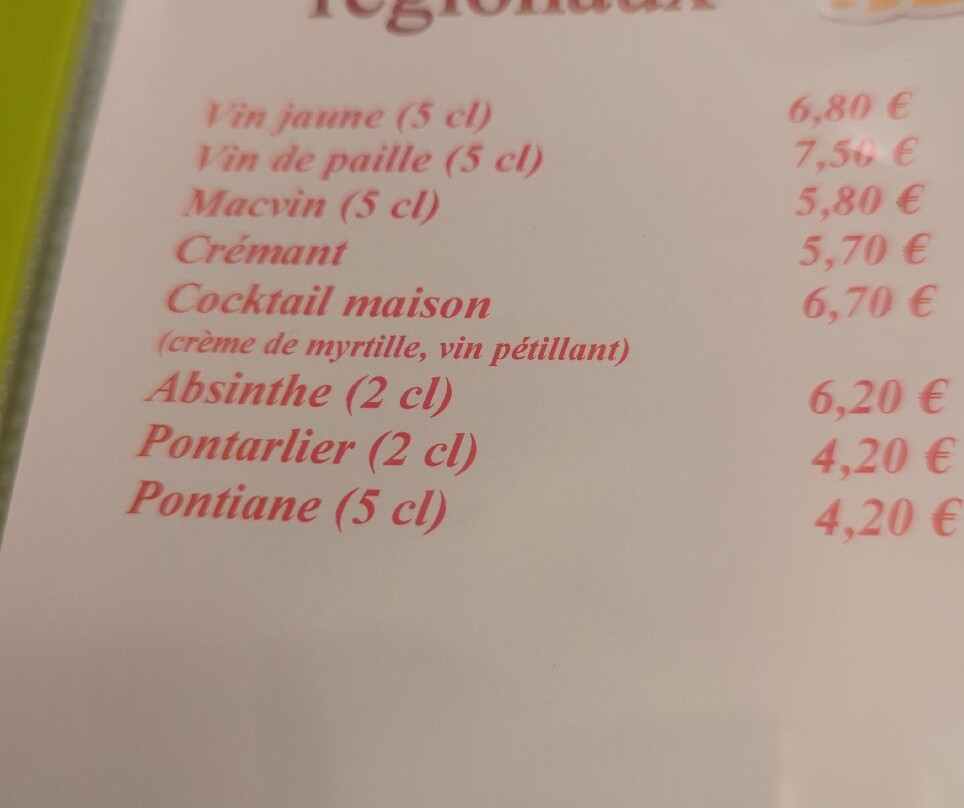 régionaux
Vin jaune (5 cl) 6,80 €
Vin de paille (5 cl) 7,50 €
Macvin (5 cl) 5,80 €
Crémant 5,70 €
Cocktail maison 6,70 €
(crème de myrtille, vin pétillant)
Absinthe (2 cl) 6,20 €
Pontarlier (2 cl) 4,20 €
Pontiane (5 cl) 4,20 €